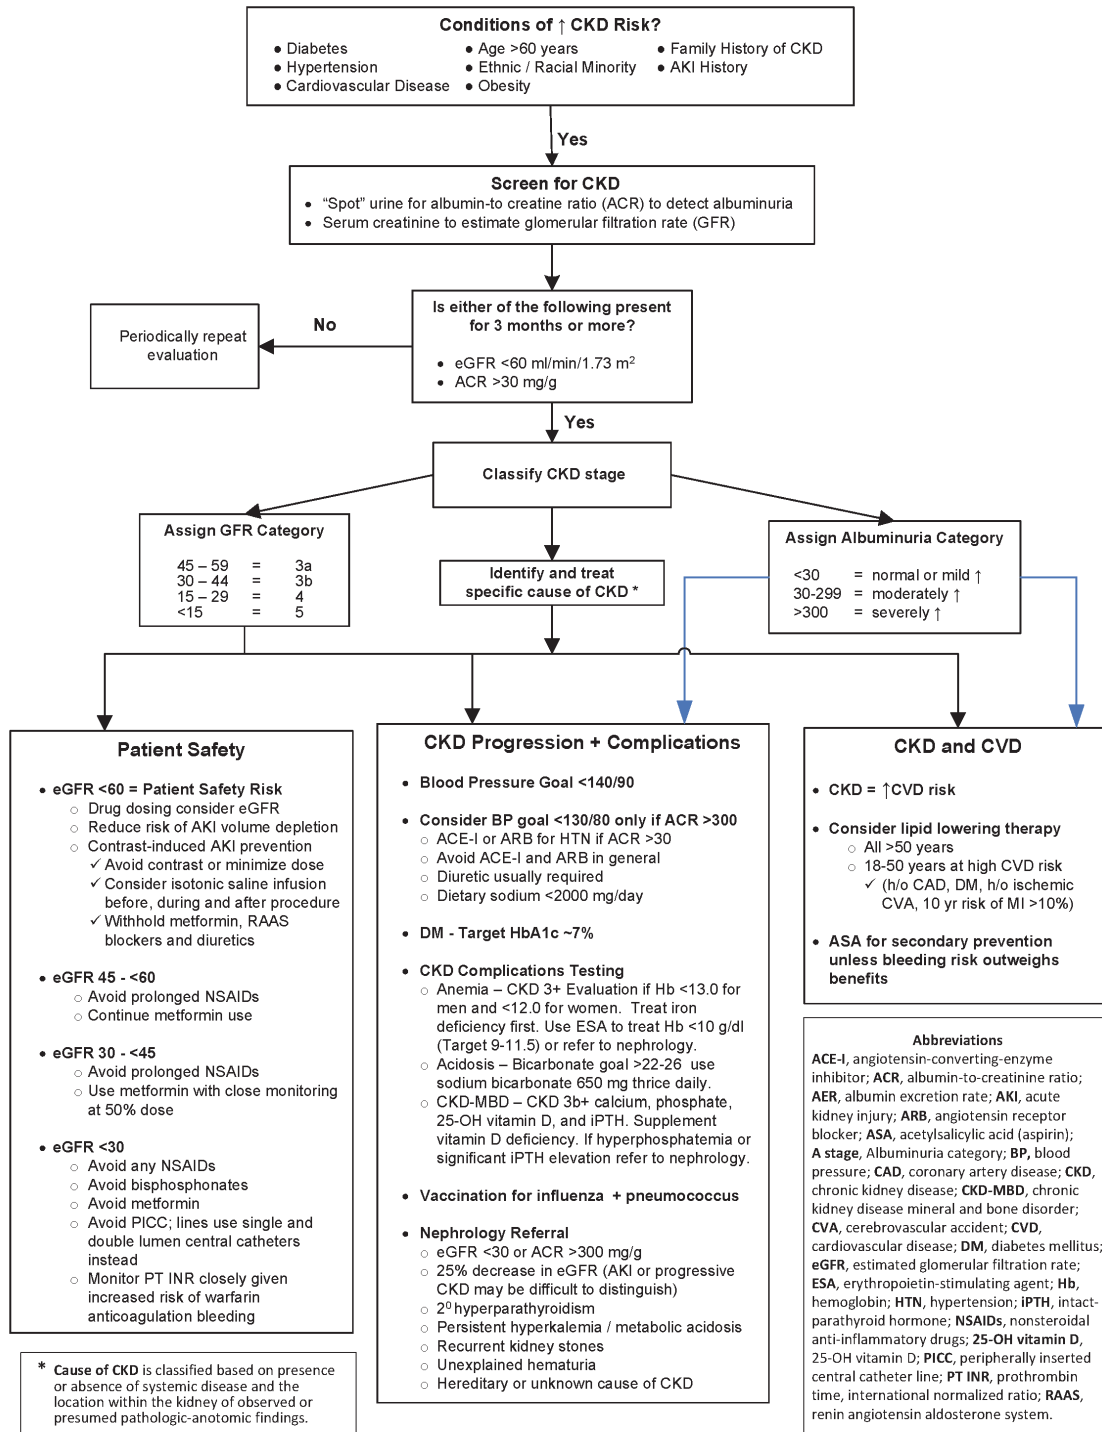 Conditions of ↑ CKD Risk?
● Diabetes
● Hypertension
● Cardiovascular Disease
● Age >60 years
● Ethnic / Racial Minority
● Obesity
● Family History of CKD
● AKI History
Yes
Screen for CKD
• “Spot” urine for albumin-to creatine ratio (ACR) to detect albuminuria
• Serum creatinine to estimate glomerular filtration rate (GFR)
Is either of the following present
for 3 months or more?
• eGFR <60 ml/min/1.73 m²
• ACR >30 mg/g
No
Periodically repeat
evaluation
Yes
Classify CKD stage
Assign GFR Category
45 – 59 = 3a
30 – 44 = 3b
15 – 29 = 4
<15 = 5
Identify and treat
specific cause of CKD *
Assign Albuminuria Category
<30 = normal or mild ↑
30-299 = moderately ↑
>300 = severely ↑
Patient Safety
• eGFR <60 = Patient Safety Risk
○ Drug dosing consider eGFR
○ Reduce risk of AKI volume depletion
○ Contrast-induced AKI prevention
✓ Avoid contrast or minimize dose
✓ Consider isotonic saline infusion
before, during and after procedure
✓ Withhold metformin, RAAS
blockers and diuretics
• eGFR 45 - <60
○ Avoid prolonged NSAIDs
○ Continue metformin use
• eGFR 30 - <45
○ Avoid prolonged NSAIDs
○ Use metformin with close monitoring
at 50% dose
• eGFR <30
○ Avoid any NSAIDs
○ Avoid bisphosphonates
○ Avoid metformin
○ Avoid PICC; lines use single and
double lumen central catheters
instead
○ Monitor PT INR closely given
increased risk of warfarin
anticoagulation bleeding
* Cause of CKD is classified based on presence
or absence of systemic disease and the
location within the kidney of observed or
presumed pathologic-anotomic findings.
CKD Progression + Complications
• Blood Pressure Goal <140/90
• Consider BP goal <130/80 only if ACR >300
○ ACE-I or ARB for HTN if ACR >30
○ Avoid ACE-I and ARB in general
○ Diuretic usually required
○ Dietary sodium <2000 mg/day
• DM - Target HbA1c ~7%
• CKD Complications Testing
○ Anemia – CKD 3+ Evaluation if Hb <13.0 for
men and <12.0 for women. Treat iron
deficiency first. Use ESA to treat Hb <10 g/dl
(Target 9-11.5) or refer to nephrology.
○ Acidosis – Bicarbonate goal >22-26 use
sodium bicarbonate 650 mg thrice daily.
○ CKD-MBD – CKD 3b+ calcium, phosphate,
25-OH vitamin D, and iPTH. Supplement
vitamin D deficiency. If hyperphosphatemia or
significant iPTH elevation refer to nephrology.
• Vaccination for influenza + pneumococcus
• Nephrology Referral
○ eGFR <30 or ACR >300 mg/g
○ 25% decrease in eGFR (AKI or progressive
CKD may be difficult to distinguish)
○ 2⁰ hyperparathyroidism
○ Persistent hyperkalemia / metabolic acidosis
○ Recurrent kidney stones
○ Unexplained hematuria
○ Hereditary or unknown cause of CKD
CKD and CVD
• CKD = ↑CVD risk
• Consider lipid lowering therapy
○ All >50 years
○ 18-50 years at high CVD risk
✓ (h/o CAD, DM, h/o ischemic
CVA, 10 yr risk of MI >10%)
• ASA for secondary prevention
unless bleeding risk outweighs
benefits
Abbreviations
ACE-I, angiotensin-converting-enzyme
inhibitor; ACR, albumin-to-creatinine ratio;
AER, albumin excretion rate; AKI, acute
kidney injury; ARB, angiotensin receptor
blocker; ASA, acetylsalicylic acid (aspirin);
A stage, Albuminuria category; BP, blood
pressure; CAD, coronary artery disease; CKD,
chronic kidney disease; CKD-MBD, chronic
kidney disease mineral and bone disorder;
CVA, cerebrovascular accident; CVD,
cardiovascular disease; DM, diabetes mellitus;
eGFR, estimated glomerular filtration rate;
ESA, erythropoietin-stimulating agent; Hb,
hemoglobin; HTN, hypertension; iPTH, intact-
parathyroid hormone; NSAIDs, nonsteroidal
anti-inflammatory drugs; 25-OH vitamin D,
25-OH vitamin D; PICC, peripherally inserted
central catheter line; PT INR, prothrombin
time, international normalized ratio; RAAS,
renin angiotensin aldosterone system.